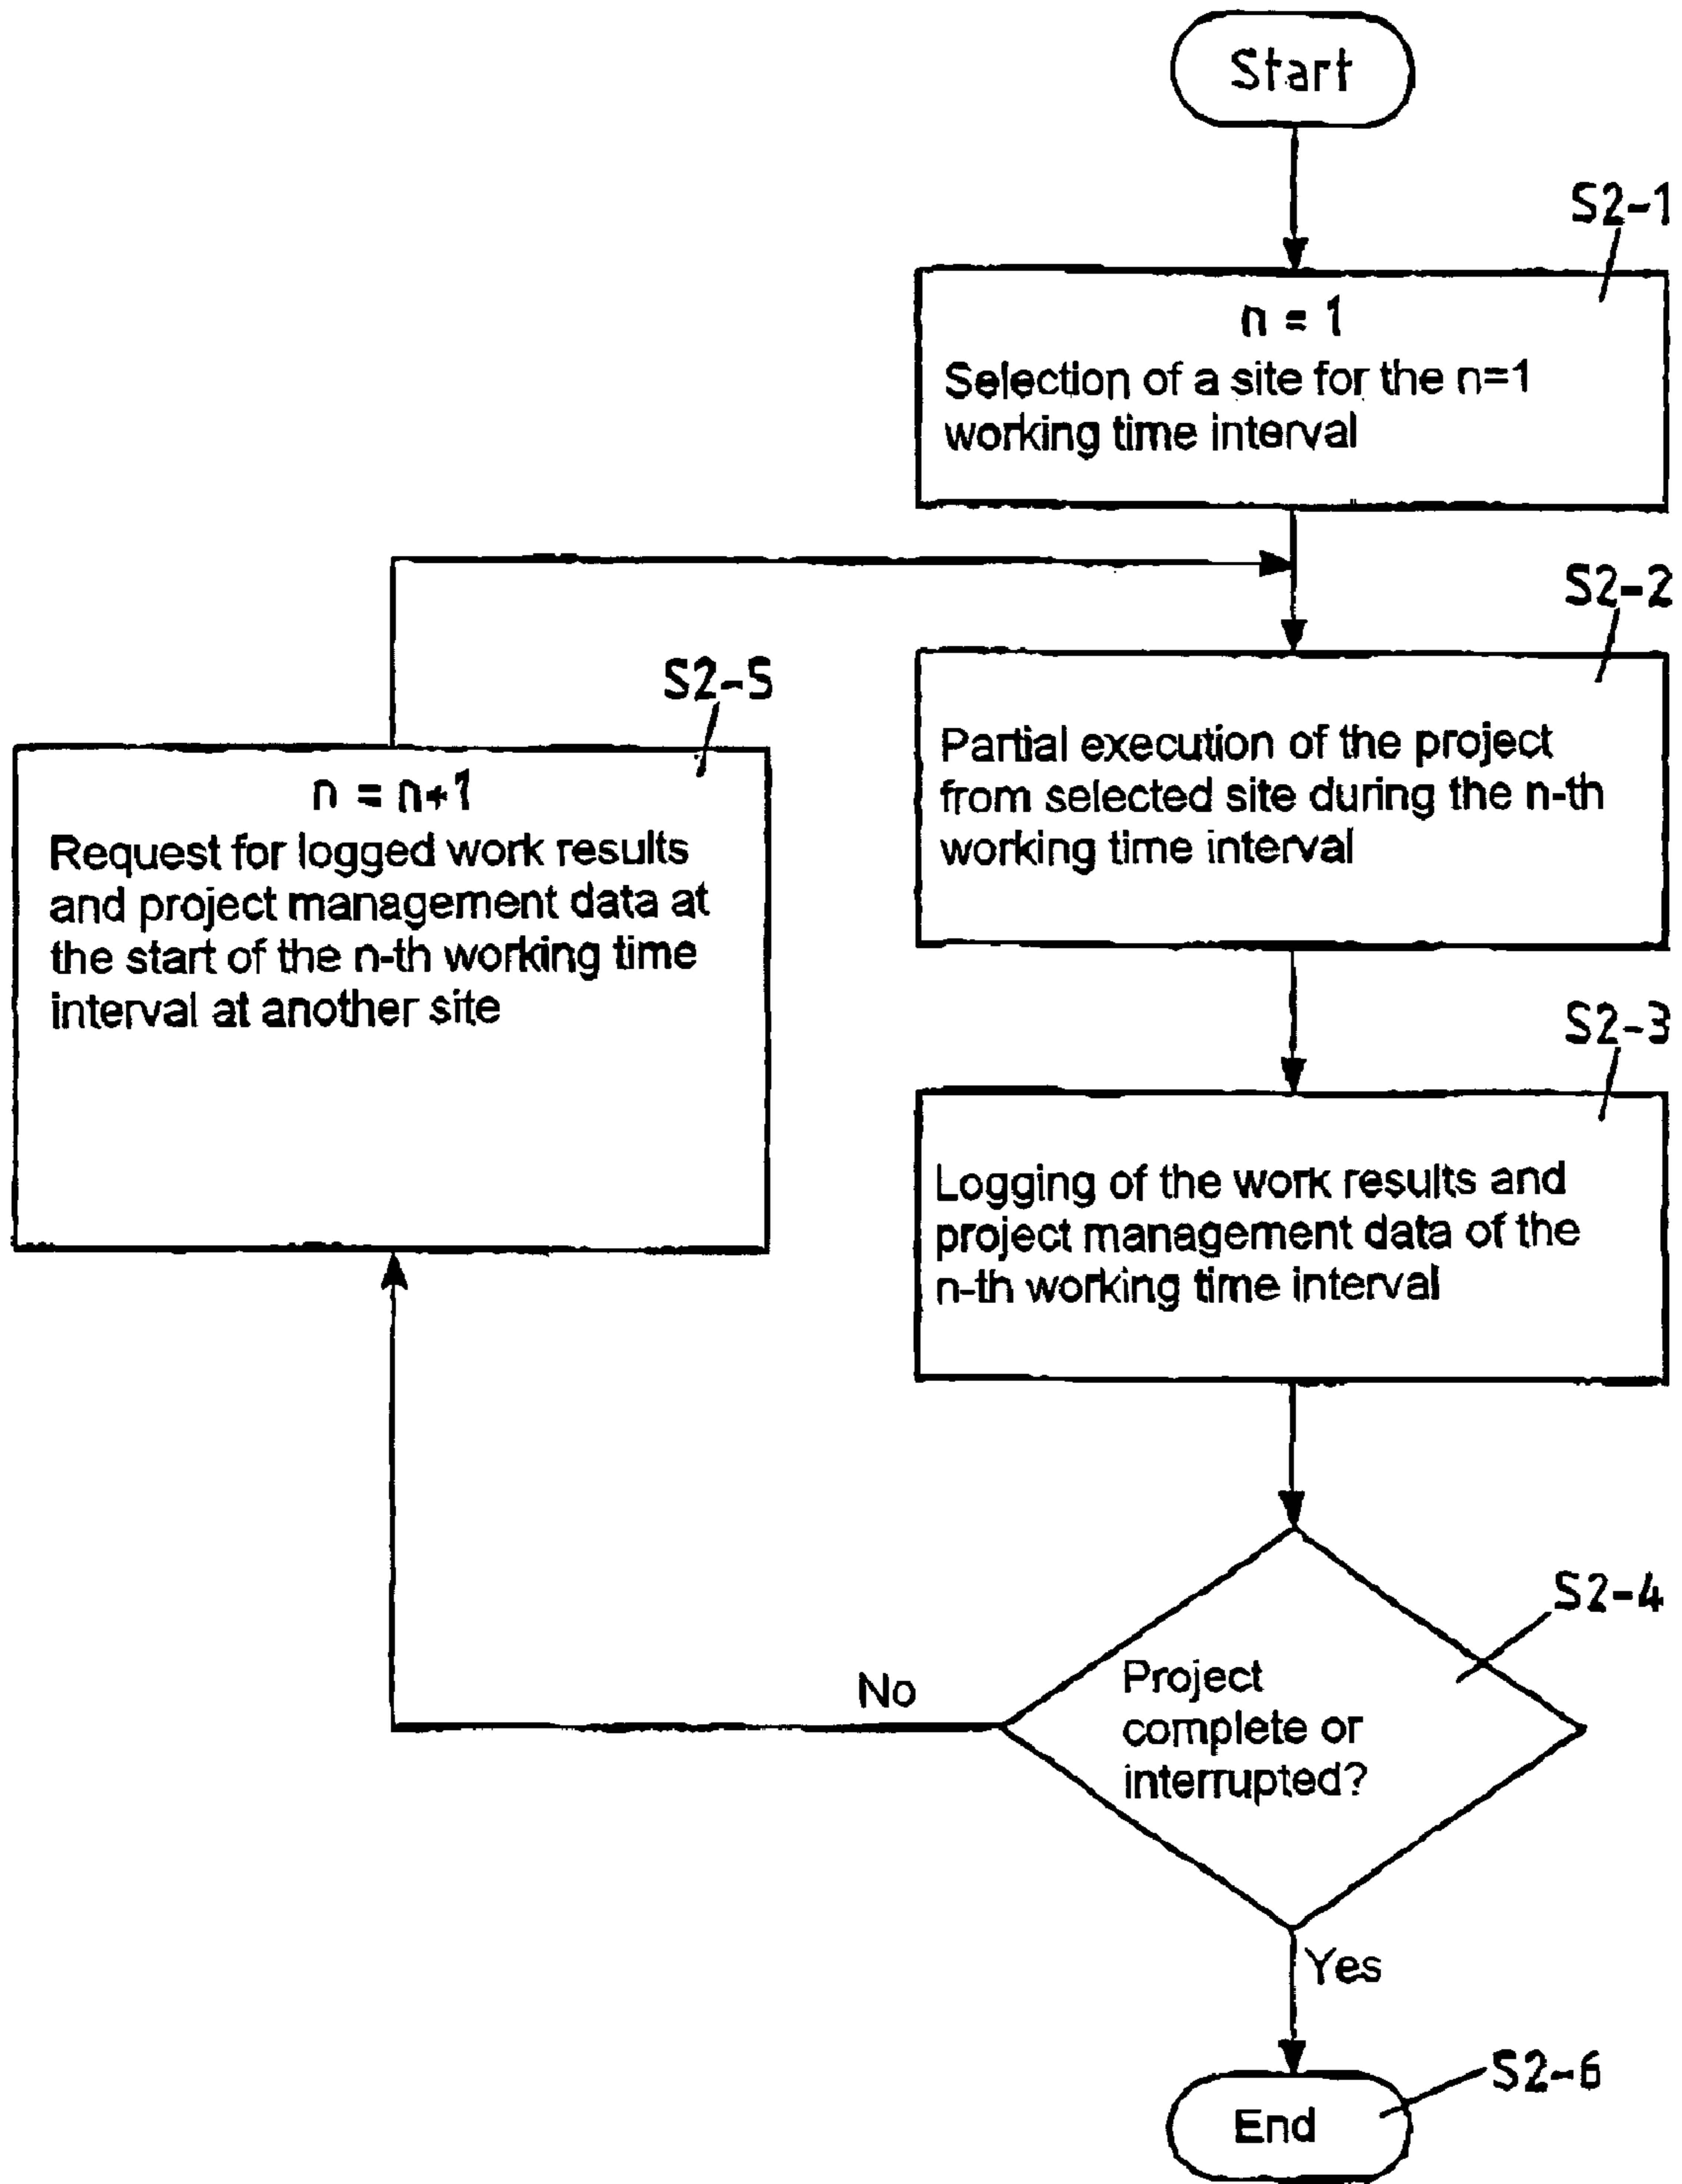 Start
S2-1
n = 1
Selection of a site for the n=1
working time interval
S2-2
Partial execution of the project
from selected site during the n-th
working time interval
S2-5
n = n+1
Request for logged work results
and project management data at
the start of the n-th working time
interval at another site
S2-3
Logging of the work results and
project management data of the
n-th working time interval
S2-4
Project
complete or
interrupted?
No
Yes
S2-6
End